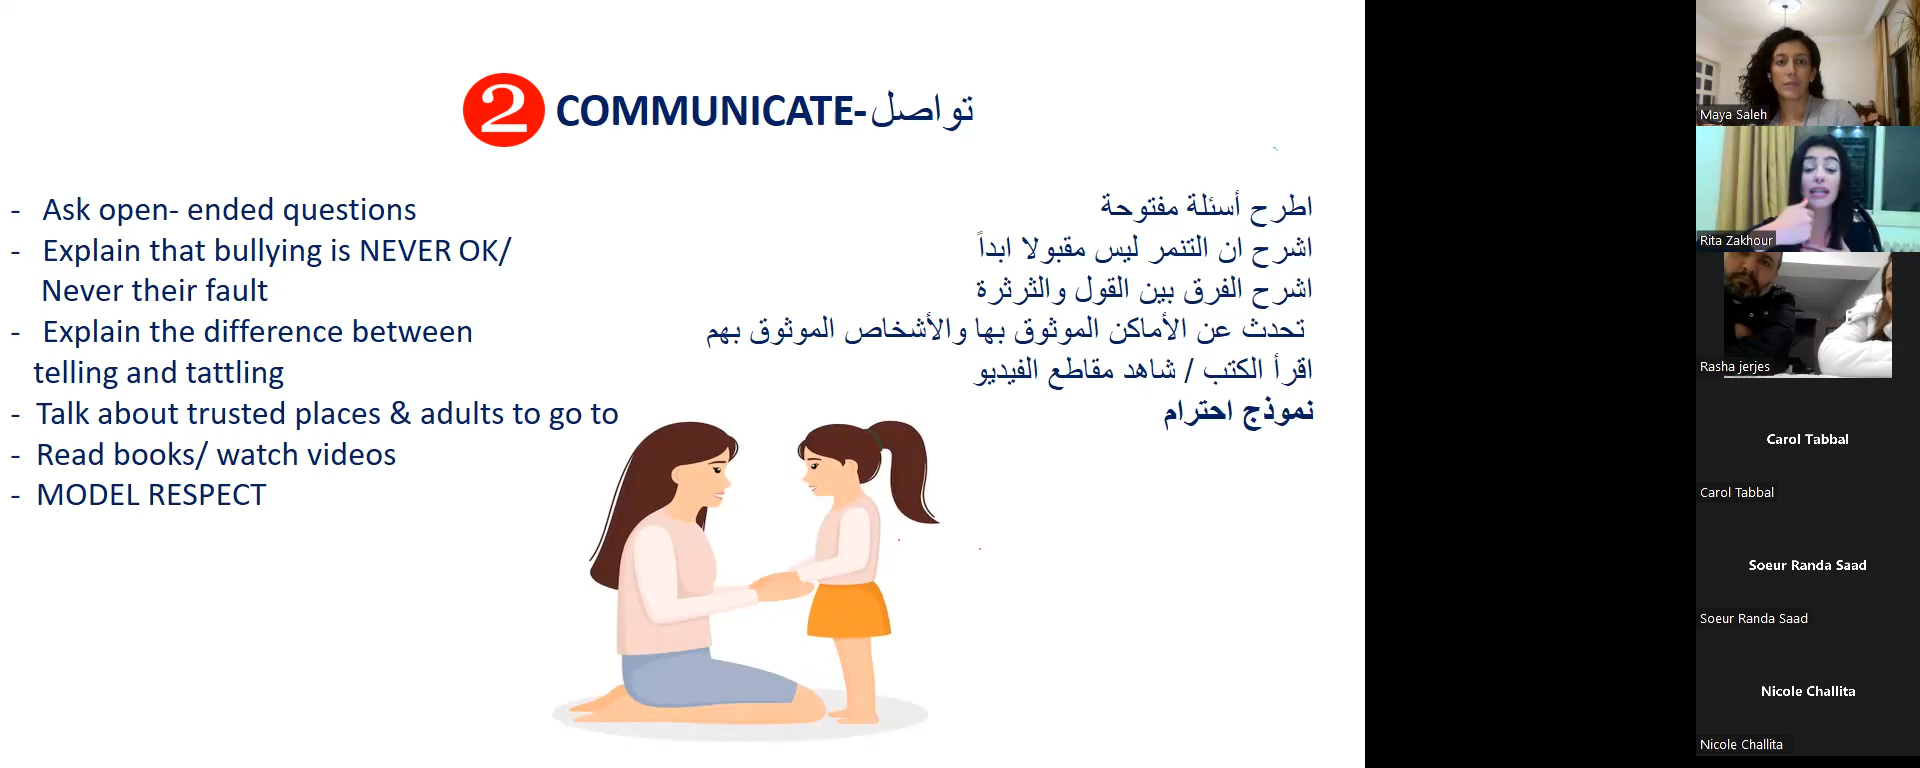 2 COMMUNICATE-تواصل
- Ask open- ended questions
- Explain that bullying is NEVER OK/
Never their fault
- Explain the difference between
telling and tattling
- Talk about trusted places & adults to go to
- Read books/ watch videos
- MODEL RESPECT
اطرح أسئلة مفتوحة
اشرح ان التنمر ليس مقبولا ابداً
اشرح الفرق بين القول والثرثرة
تحدث عن الأماكن الموثوق بها والأشخاص الموثوق بهم
اقرأ الكتب / شاهد مقاطع الفيديو
نموذج احترام
Maya Saleh
Rita Zakhour
Rasha jerjes
Carol Tabbal
Carol Tabbal
Soeur Randa Saad
Soeur Randa Saad
Nicole Challita
Nicole Challita